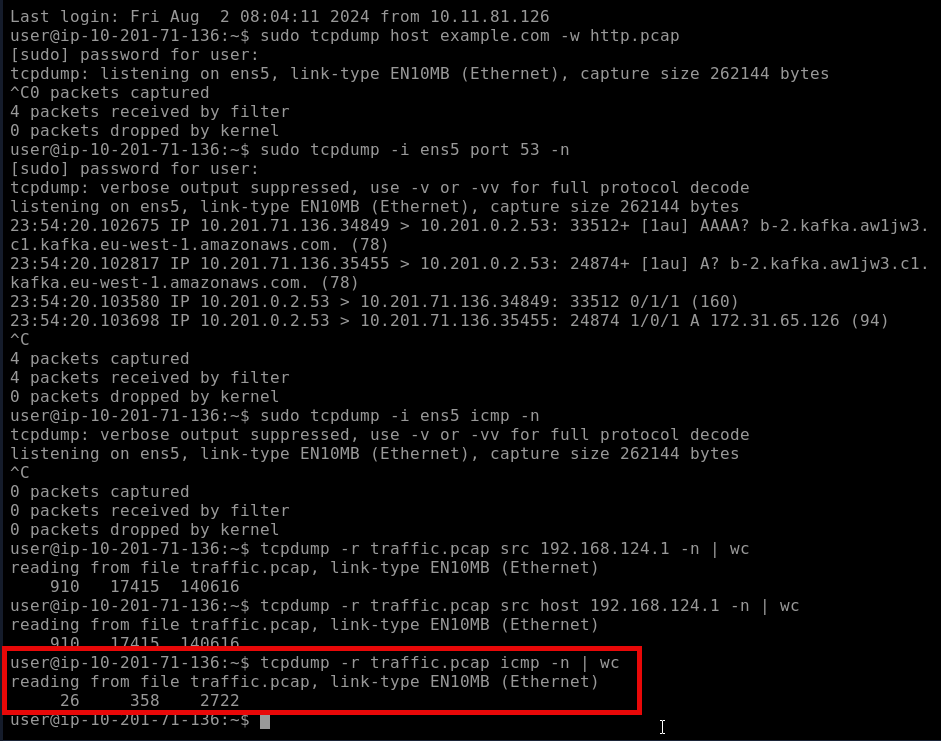 Last login: Fri Aug  2 08:04:11 2024 from 10.11.81.126
user@ip-10-201-71-136:~$ sudo tcpdump host example.com -w http.pcap
[sudo] password for user:
tcpdump: listening on ens5, link-type EN10MB (Ethernet), capture size 262144 bytes
^C0 packets captured
4 packets received by filter
0 packets dropped by kernel
user@ip-10-201-71-136:~$ sudo tcpdump -i ens5 port 53 -n
[sudo] password for user:
tcpdump: verbose output suppressed, use -v or -vv for full protocol decode
listening on ens5, link-type EN10MB (Ethernet), capture size 262144 bytes
23:54:20.102675 IP 10.201.71.136.34849 > 10.201.0.2.53: 33512+ [1au] AAAA? b-2.kafka.aw1jw3.
c1.kafka.eu-west-1.amazonaws.com. (78)
23:54:20.102817 IP 10.201.71.136.35455 > 10.201.0.2.53: 24874+ [1au] A? b-2.kafka.aw1jw3.c1.
kafka.eu-west-1.amazonaws.com. (78)
23:54:20.103580 IP 10.201.0.2.53 > 10.201.71.136.34849: 33512 0/1/1 (160)
23:54:20.103698 IP 10.201.0.2.53 > 10.201.71.136.35455: 24874 1/0/1 A 172.31.65.126 (94)
^C
4 packets captured
4 packets received by filter
0 packets dropped by kernel
user@ip-10-201-71-136:~$ sudo tcpdump -i ens5 icmp -n
tcpdump: verbose output suppressed, use -v or -vv for full protocol decode
listening on ens5, link-type EN10MB (Ethernet), capture size 262144 bytes
^C
0 packets captured
0 packets received by filter
0 packets dropped by kernel
user@ip-10-201-71-136:~$ tcpdump -r traffic.pcap src 192.168.124.1 -n | wc
reading from file traffic.pcap, link-type EN10MB (Ethernet)
    910   17415  140616
user@ip-10-201-71-136:~$ tcpdump -r traffic.pcap src host 192.168.124.1 -n | wc
reading from file traffic.pcap, link-type EN10MB (Ethernet)
    910   17415  140616
user@ip-10-201-71-136:~$ tcpdump -r traffic.pcap icmp -n | wc
reading from file traffic.pcap, link-type EN10MB (Ethernet)
     26     358    2722
user@ip-10-201-71-136:~$